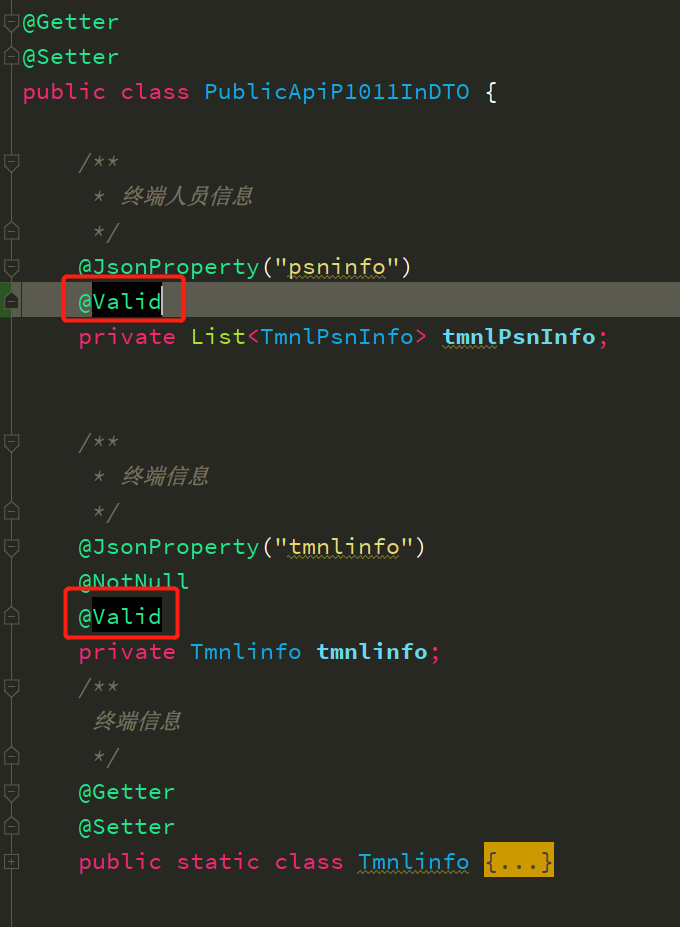 @Getter
@Setter
public class PublicApiP1011InDTO {
/**
* 终端人员信息
*/
@JsonProperty("psninfo")
@Valid
private List<TmnlPsnInfo> tmnlPsnInfo;
/**
* 终端信息
*/
@JsonProperty("tmnlinfo")
@NotNull
@Valid
private Tmnlinfo tmnlinfo;
/**
终端信息
*/
@Getter
@Setter
public static class Tmnlinfo {...}